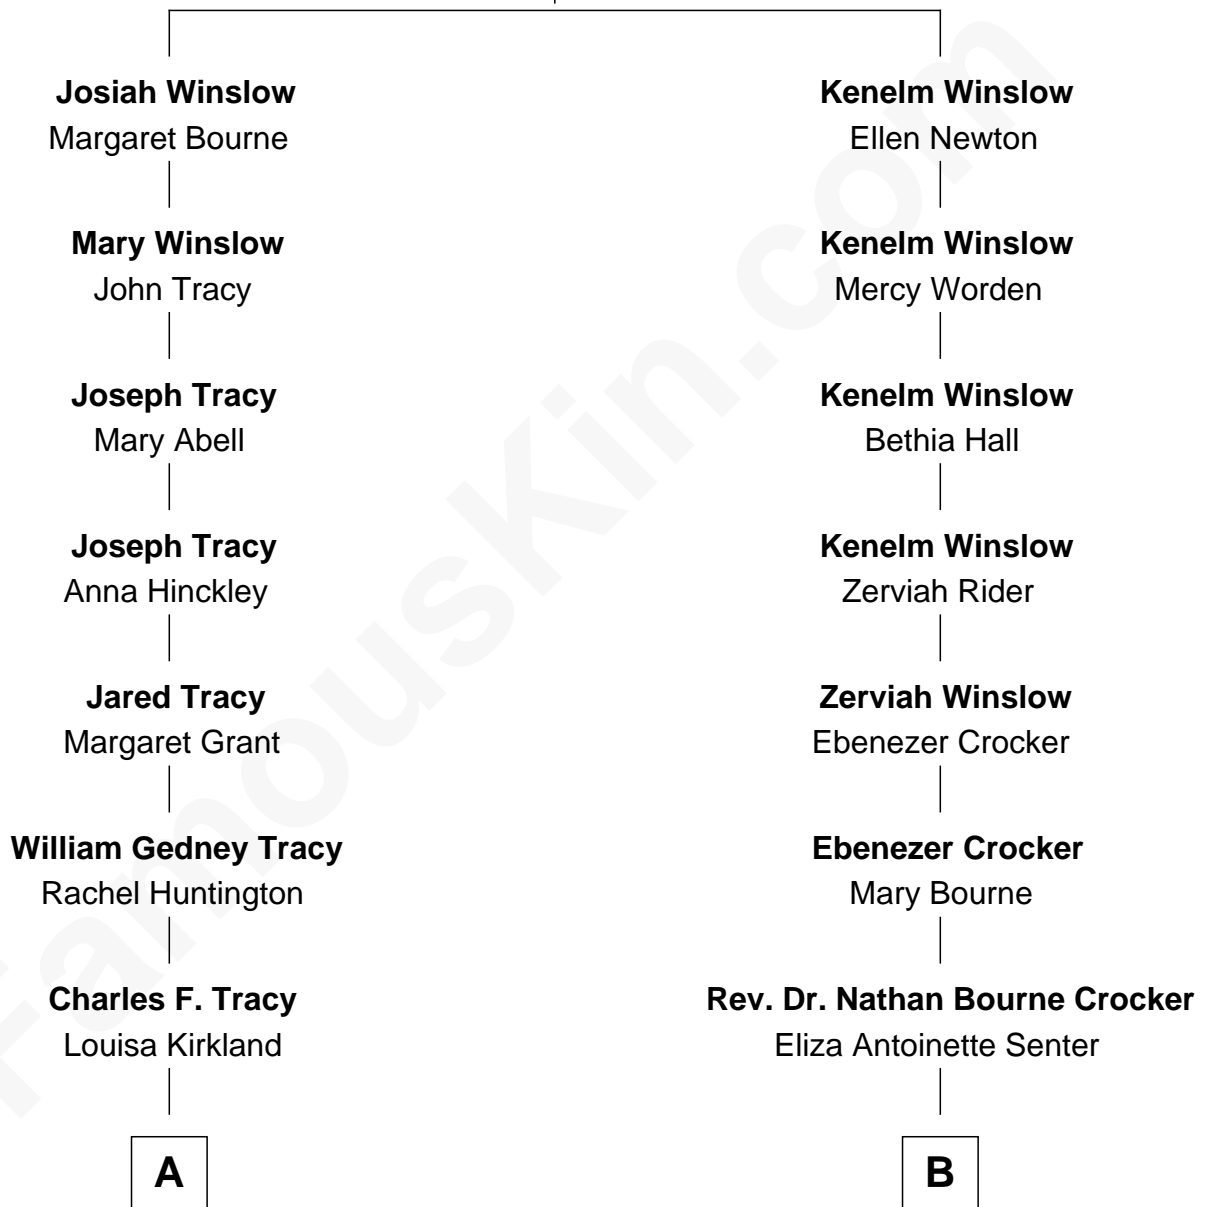 Josiah Winslow
Margaret Bourne
Mary Winslow
John Tracy
Joseph Tracy
Mary Abell
Joseph Tracy
Anna Hinckley
Jared Tracy
Margaret Grant
William Gedney Tracy
Rachel Huntington
Charles F. Tracy
Louisa Kirkland
A
Kenelm Winslow
Ellen Newton
Kenelm Winslow
Mercy Worden
Kenelm Winslow
Bethia Hall
Kenelm Winslow
Zerviah Rider
Zerviah Winslow
Ebenezer Crocker
Ebenezer Crocker
Mary Bourne
Rev. Dr. Nathan Bourne Crocker
Eliza Antoinette Senter
B
FamousKin.com